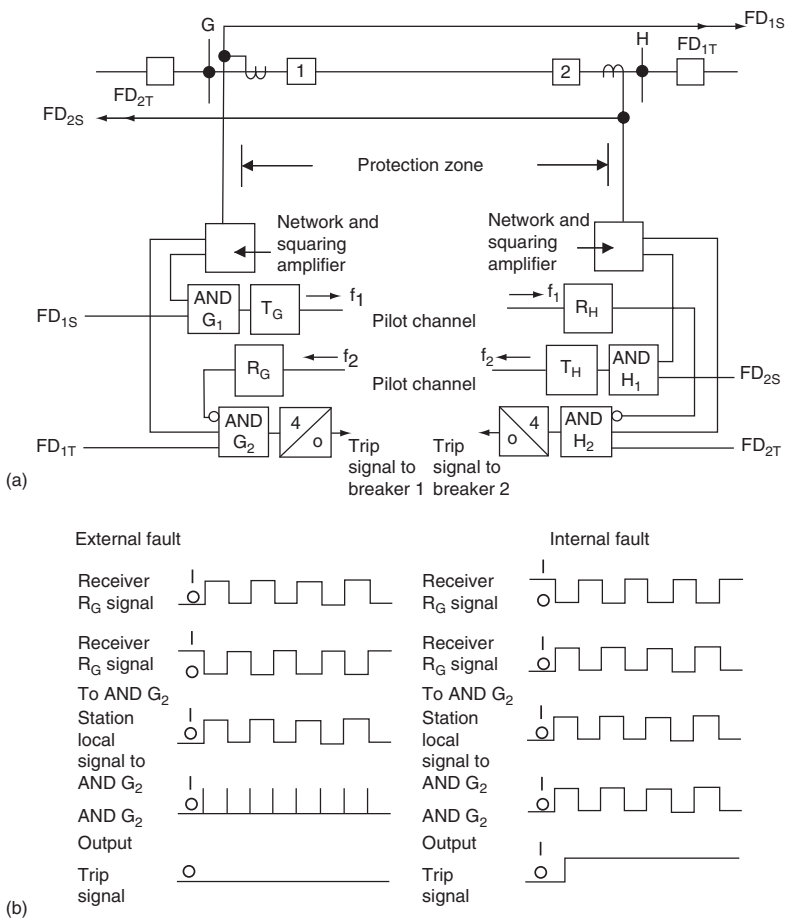 G
FD1S
H
FD1T
1
2
FD2T
FD2S
Protection zone
Network and
squaring
amplifier
Network and
squaring
amplifier
AND
G1
TG
f1
Pilot channel
f1
RH
FD1S
RG
f2
Pilot channel
f2
TH
AND
H1
FD2S
AND
G2
4
o
Trip
signal to
breaker 1
Trip
signal to
breaker 2
4
o
AND
H2
FD1T
FD2T
(a)
External fault
Internal fault
Receiver
RG signal
I
O
Receiver
RG signal
I
O
Receiver
RG signal
I
O
Receiver
RG signal
I
O
To AND G2
Station
local
signal to
AND G2
I
O
To AND G2
Station
local
signal to
AND G2
I
O
AND G2
Output
I
O
AND G2
Output
I
O
Trip
signal
O
Trip
signal
I
O
(b)